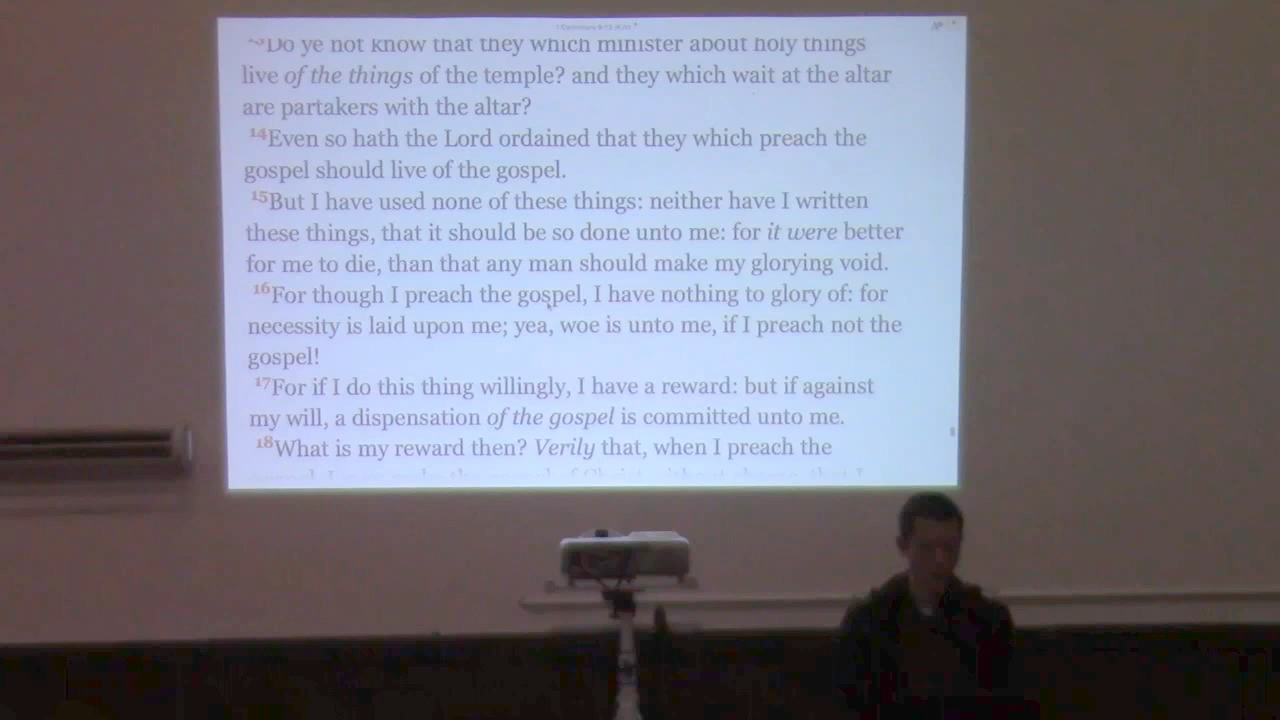 Do ye not know that they which minister about holy things
live of the things of the temple? and they which wait at the altar
are partakers with the altar?
14Even so hath the Lord ordained that they which preach the
gospel should live of the gospel.
15But I have used none of these things: neither have I written
these things, that it should be so done unto me: for it were better
for me to die, than that any man should make my glorying void.
16For though I preach the gospel, I have nothing to glory of: for
necessity is laid upon me; yea, woe is unto me, if I preach not the
gospel!
17For if I do this thing willingly, I have a reward: but if against
my will, a dispensation of the gospel is committed unto me.
18What is my reward then? Verily that, when I preach the